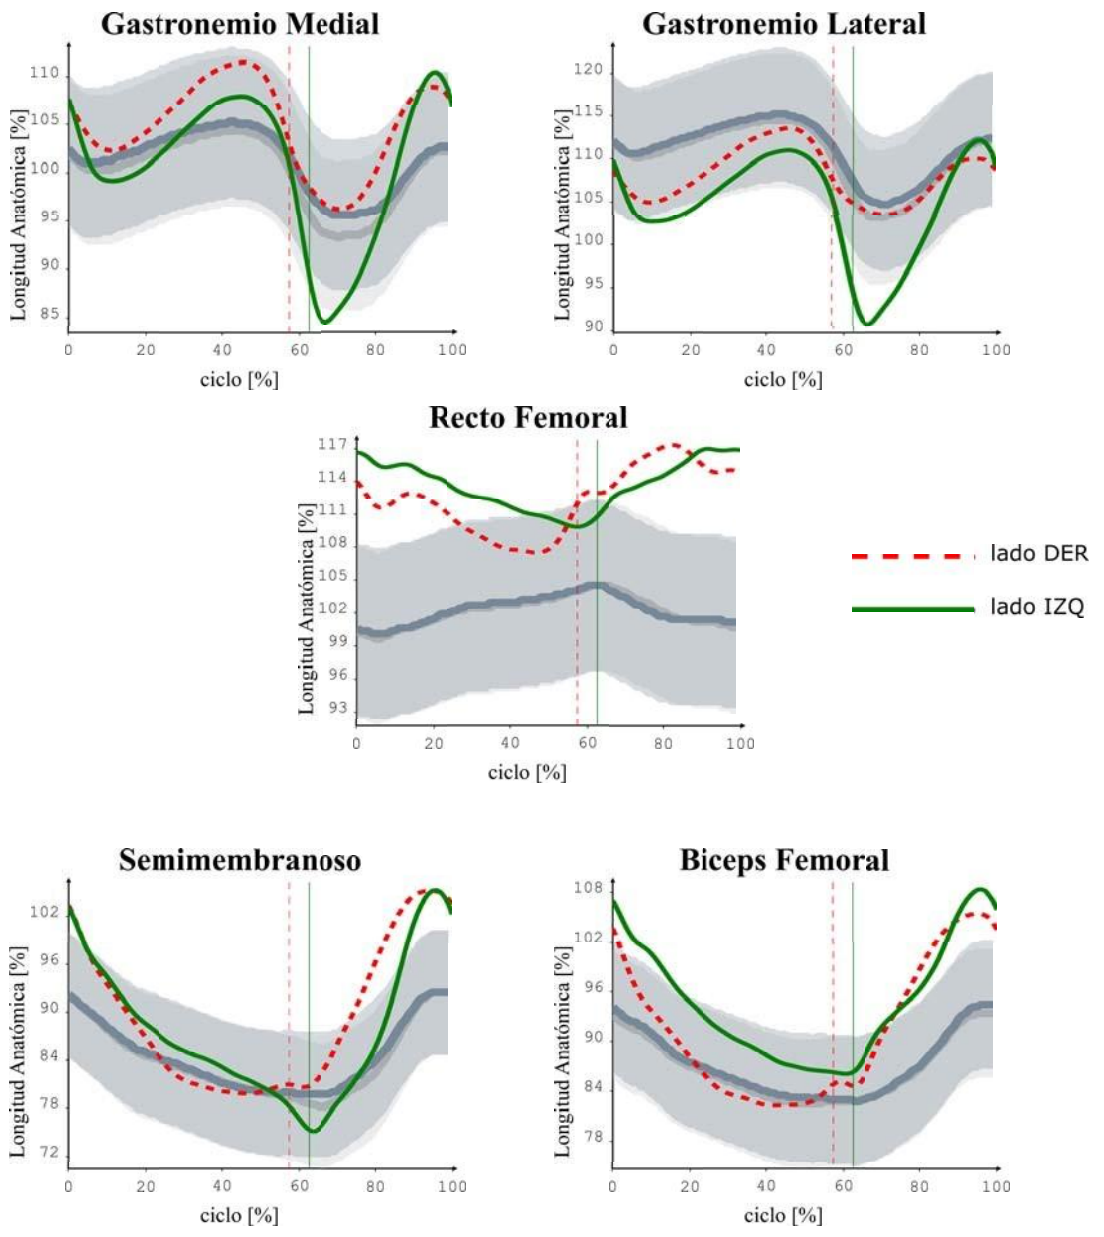 Gastronemio Medial
Longitud Anatómica [%]
110
105
100
95
90
85
0 20 40 60 80 100
ciclo [%]
Gastronemio Lateral
Longitud Anatómica [%]
120
115
110
105
100
95
90
0 20 40 60 80 100
ciclo [%]
Recto Femoral
Longitud Anatómica [%]
117
114
111
108
105
102
99
96
93
0 20 40 60 80 100
ciclo [%]
lado DER
lado IZQ
Semimembranoso
Longitud Anatómica [%]
102
96
90
84
78
72
0 20 40 60 80 100
ciclo [%]
Biceps Femoral
Longitud Anatómica [%]
108
102
96
90
84
78
0 20 40 60 80 100
ciclo [%]